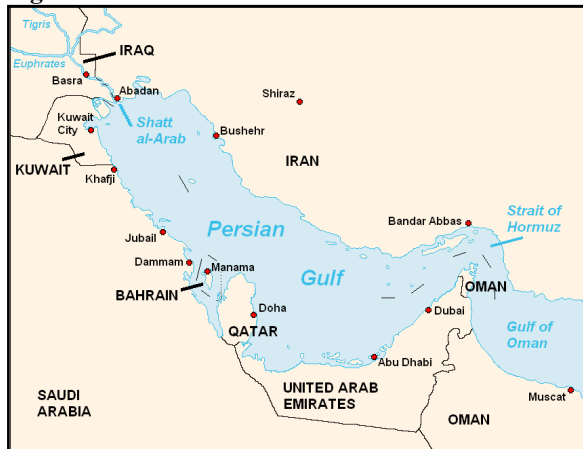 Tigris
IRAQ
Euphrates
Basra
Abadan
Shiraz
Kuwait
City
Shatt
al-Arab
Bushehr
IRAN
KUWAIT
Khafji
Persian
Strait of
Hormuz
Bandar Abbas
Jubail
Dammam
Manama
Gulf
BAHRAIN
OMAN
Doha
Dubai
QATAR
Gulf of
Oman
Abu Dhabi
UNITED ARAB
EMIRATES
SAUDI
ARABIA
Muscat
OMAN